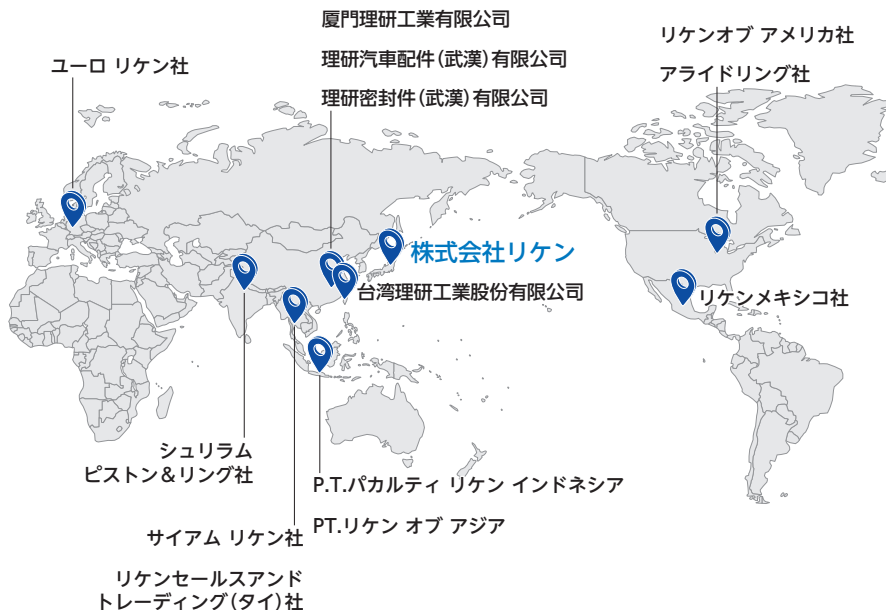 厦門理研工業有限公司
理研汽車配件(武漢)有限公司
理研密封件(武漢)有限公司
リケンオブ アメリカ社
アライドリング社
ユーロ リケン社
株式会社リケン
台湾理研工業股份有限公司
リケンメキシコ社
シュリラム
ピストン&リング社
P.T.パカルティ リケン インドネシア
PT.リケン オブ アジア
サイアム リケン社
リケンセールスアンド
トレーディング(タイ)社